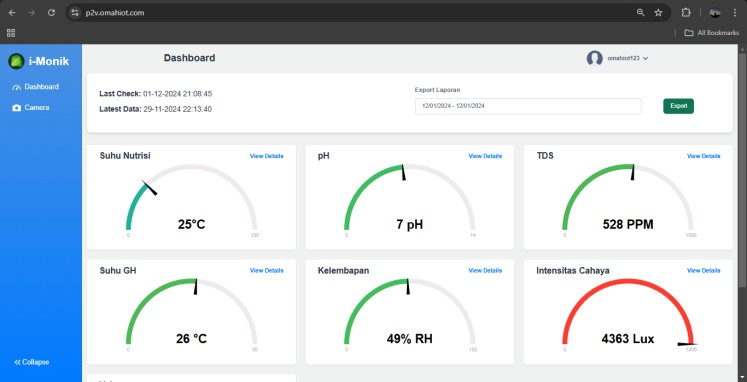 p2v.omahiot.com
All Bookmarks
i-Monik
Dashboard
Camera
Collapse
Dashboard
omahiot123
Last Check: 01-12-2024 21:08:45
Latest Data: 29-11-2024 22:13:40
Export Laporan
12/01/2024 - 12/01/2024
Export
Suhu Nutrisi
View Details
25°C
0
100
pH
View Details
7 pH
0
14
TDS
View Details
528 PPM
0
1000
Suhu GH
View Details
26 °C
0
50
Kelembapan
View Details
49% RH
0
100
Intensitas Cahaya
View Details
4363 Lux
0
1000